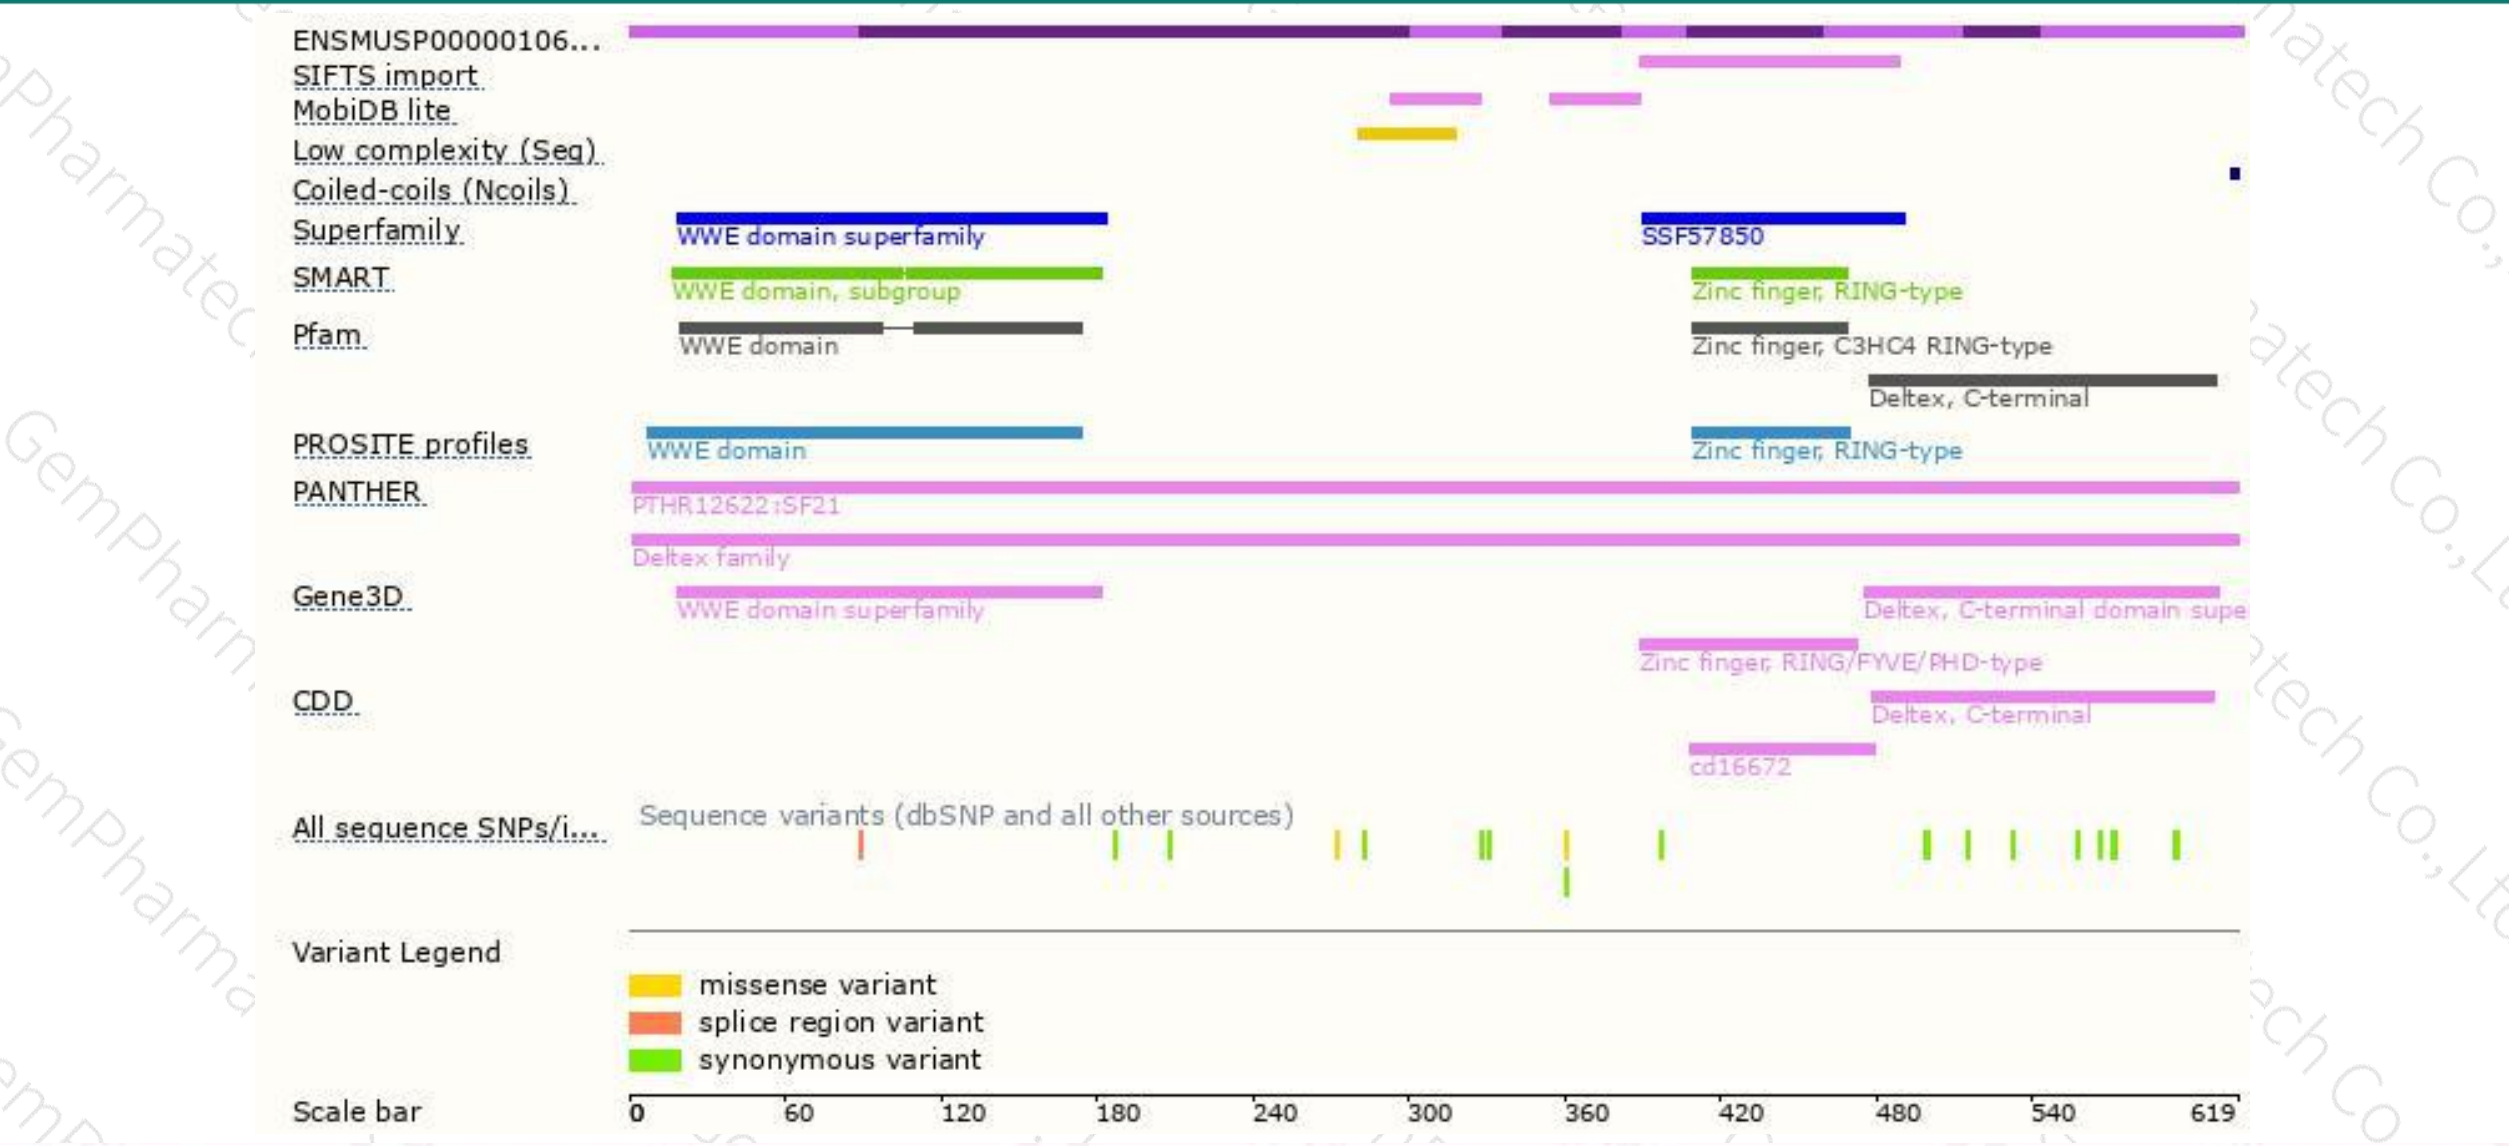 ENSMUSP00000106...
SIFTS import
MobiDB lite
Low complexity (Seg)
Coiled-coils (Ncoils)
Superfamily
WWE domain superfamily SSF57850
SMART
WWE domain, subgroup Zinc finger, RING-type
Pfam
WWE domain Zinc finger, C3HC4 RING-type
Deltex, C-terminal
PROSITE profiles
WWE domain Zinc finger, RING-type
PANTHER
PTHR12622:SF21
Deltex family
Gene3D
WWE domain superfamily Deltex, C-terminal domain supe
Zinc finger, RING/FYVE/PHD-type
CDD
Deltex, C-terminal
cd16672
Sequence variants (dbSNP and all other sources)
All sequence SNPs/i...
Variant Legend
missense variant
splice region variant
synonymous variant
Scale bar 0 60 120 180 240 300 360 420 480 540 619